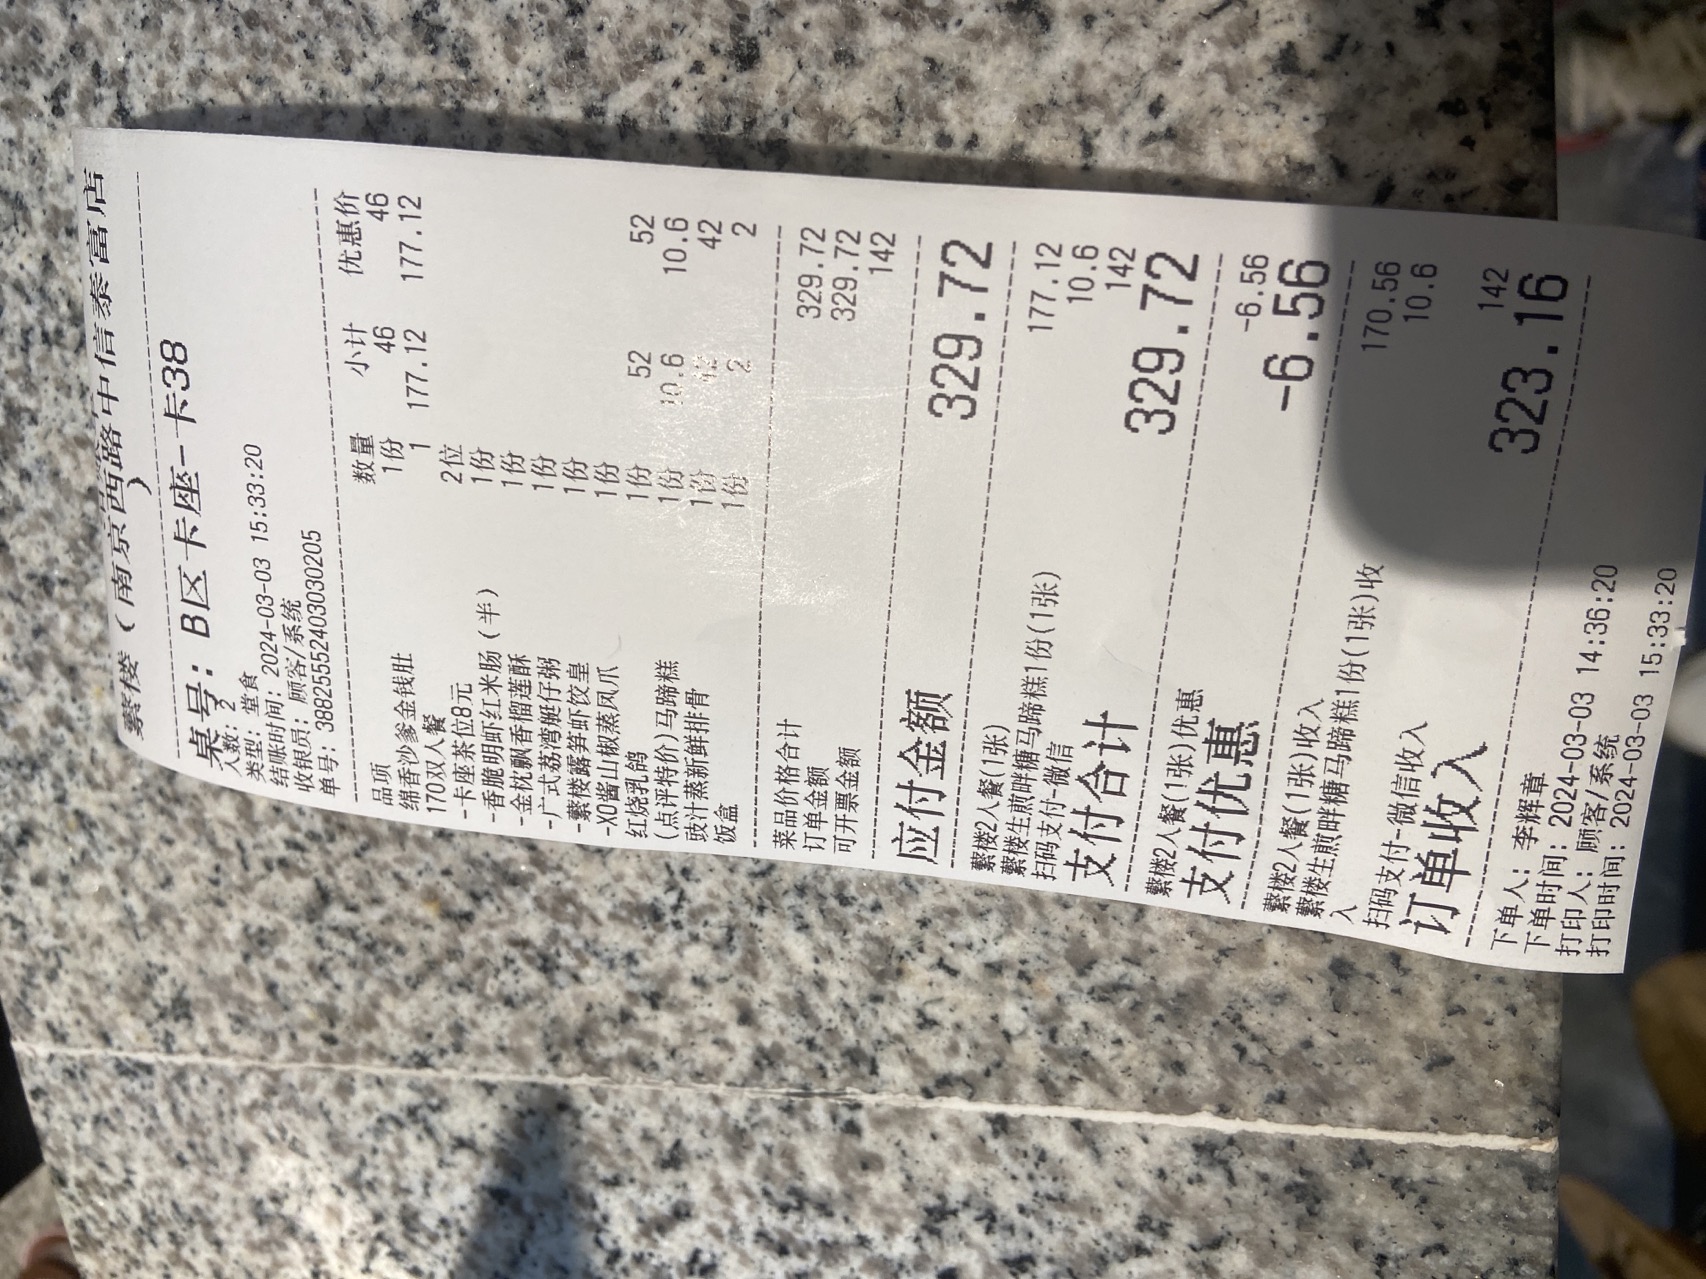 蘩楼（南京西路中信泰富店
）
桌号: B区卡座-卡38
人数: 2
类型: 堂食
结账时间: 2024-03-03 15:33:20
收银员: 顾客/系统
单号: 3882555240303030205
品项 数量 小计 优惠价
绵香沙爹金钱肚 1份 46 46
170双人餐 1 177.12 177.12
-卡座茶位8元 2位
-香脆明虾红米肠(半) 1份
-金枕飘香榴莲酥 1份
-广式荔湾艇仔粥 1份
-蘩楼露笋虾饺皇 1份
-XO酱山椒蒸凤爪 1份
红烧乳鸽 1份 52 52
(点评特价)马蹄糕 1份 10.6 10.6
豉汁蒸新鲜排骨 1份 42 42
饭盒 1份 2 2
菜品价格合计 329.72
订单金额 329.72
可开票金额 142
应付金额 329.72
蘩楼2人餐(1张) 177.12
蘩楼生煎畔糖马蹄糕1份(1张) 10.6
扫码支付-微信 142
支付合计 329.72
蘩楼2人餐(1张)优惠 -6.56
支付优惠 -6.56
蘩楼2人餐(1张)收入 170.56
蘩楼生煎畔糖马蹄糕1份(1张)收 10.6
入
扫码支付-微信收入 142
订单收入 323.16
下单人: 李辉章
下单时间: 2024-03-03 14:36:20
打印人: 顾客/系统
打印时间: 2024-03-03 15:33:20